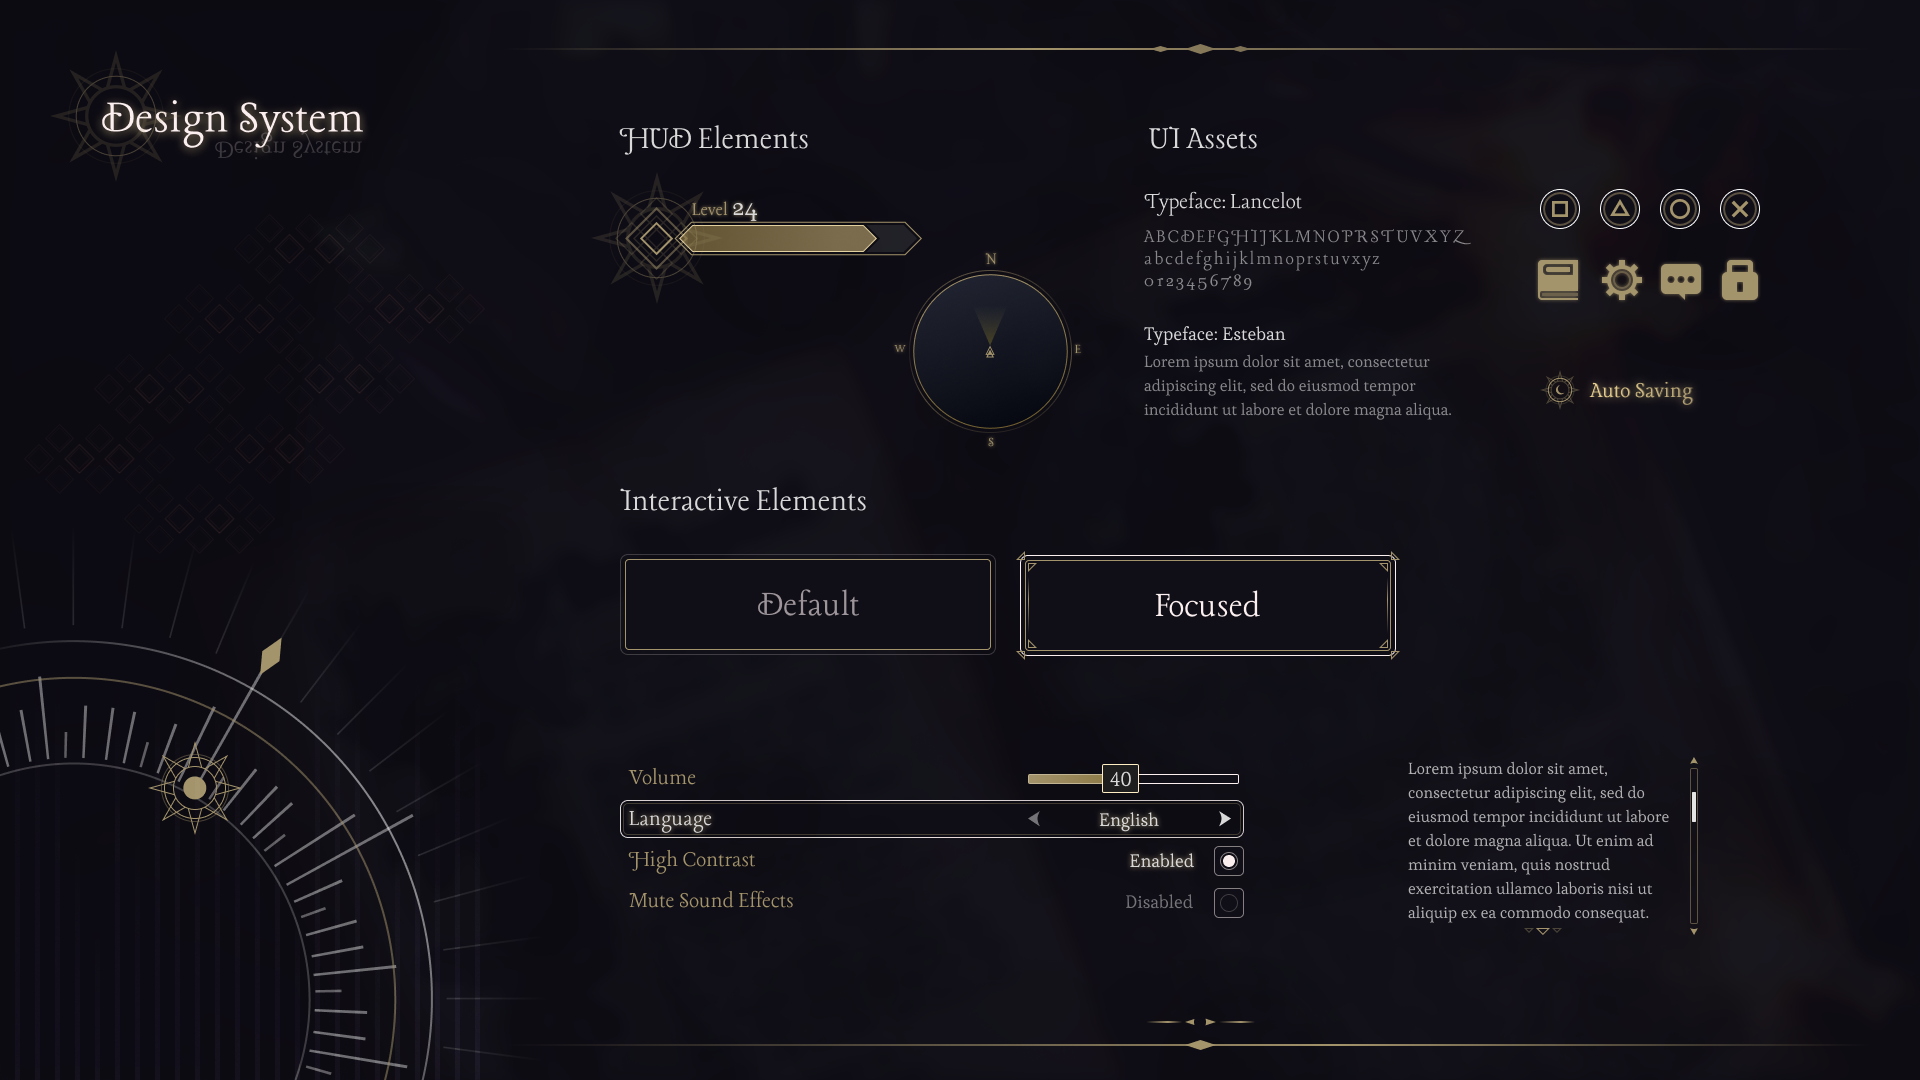 Design System
Design System
HUD Elements
Level 24
N
W
E
S
UI Assets
Typeface: Lancelot
ABCDEFGHIJKLMNOPRSTUVXYZ
abcdefghijklmnoprstuvxyz
0123456789
Typeface: Esteban
Lorem ipsum dolor sit amet, consectetur
adipiscing elit, sed do eiusmod tempor
incididunt ut labore et dolore magna aliqua.
Auto Saving
Interactive Elements
Default
Focused
Volume
40
Language
English
High Contrast
Enabled
Mute Sound Effects
Disabled
Lorem ipsum dolor sit amet,
consectetur adipiscing elit, sed do
eiusmod tempor incididunt ut labore
et dolore magna aliqua. Ut enim ad
minim veniam, quis nostrud
exercitation ullamco laboris nisi ut
aliquip ex ea commodo consequat.